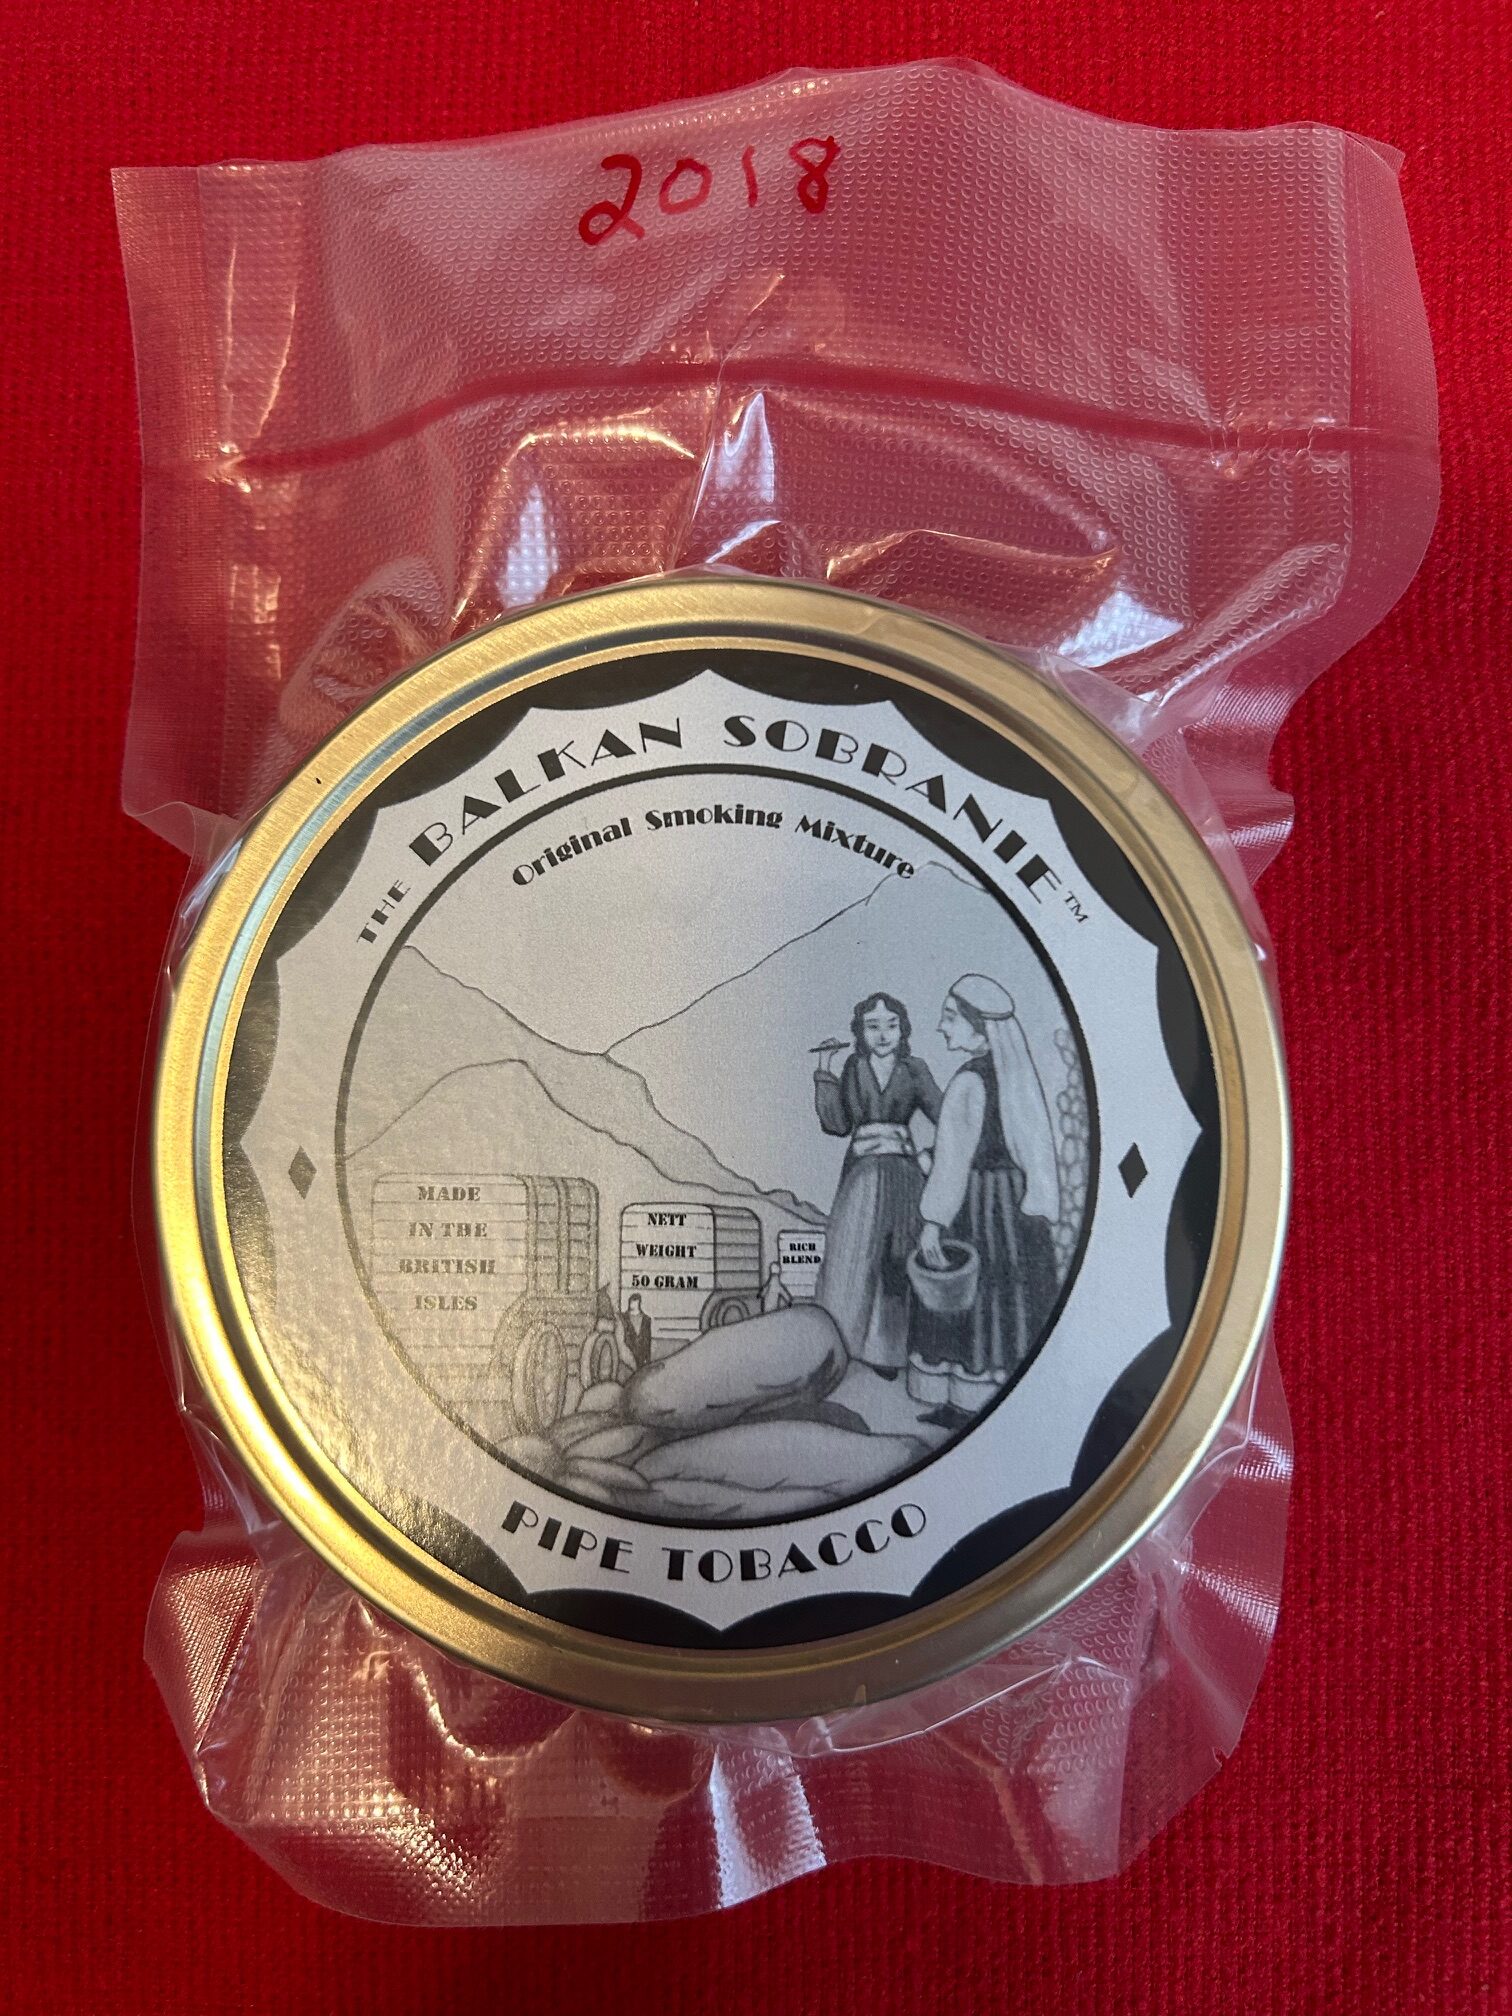 2018
THE BALKAN SOBRANIE™
Original Smoking Mixture
MADE
IN THE
BRITISH
ISLES
NETT
WEIGHT
50 GRAM
RICH
BLEND
PIPE TOBACCO